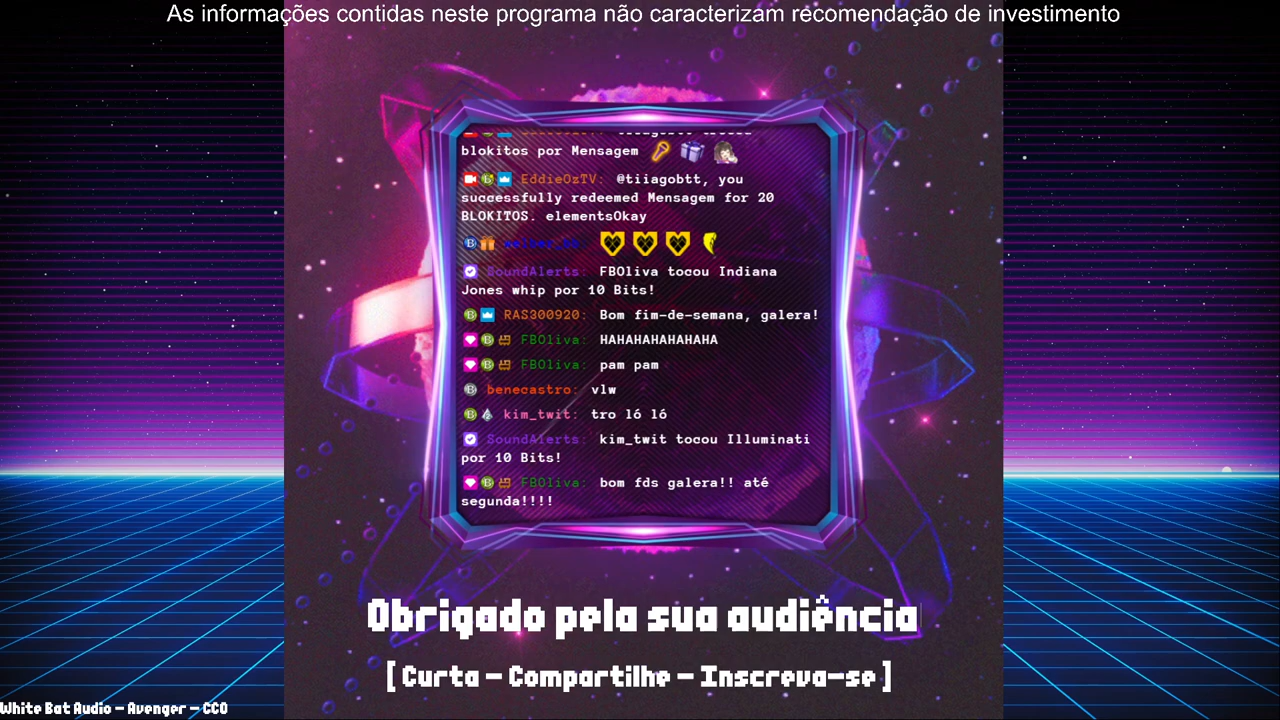 As informações contidas neste programa não caracterizam recomendação de investimento
blokitos por Mensagem
EddieOzTV: @tiiagobtt, you
successfully redeemed Mensagem for 20
BLOKITOS. elementsOkay
SoundAlerts: FBOliva tocou Indiana
Jones whip por 10 Bits!
RAS300920: Bom fim-de-semana, galera!
FBOliva: HAHAHAHAHAHAHA
FBOliva: pam pam
benecastro: vlw
kim_twit: tro ló ló
SoundAlerts: kim_twit tocou Illuminati
por 10 Bits!
FBOliva: bom fds galera!! até
segunda!!!!
Obrigado pela sua audiência
[ Curta - Compartilhe - Inscreva-se ]
White Bat Audio - Avenger - CC0